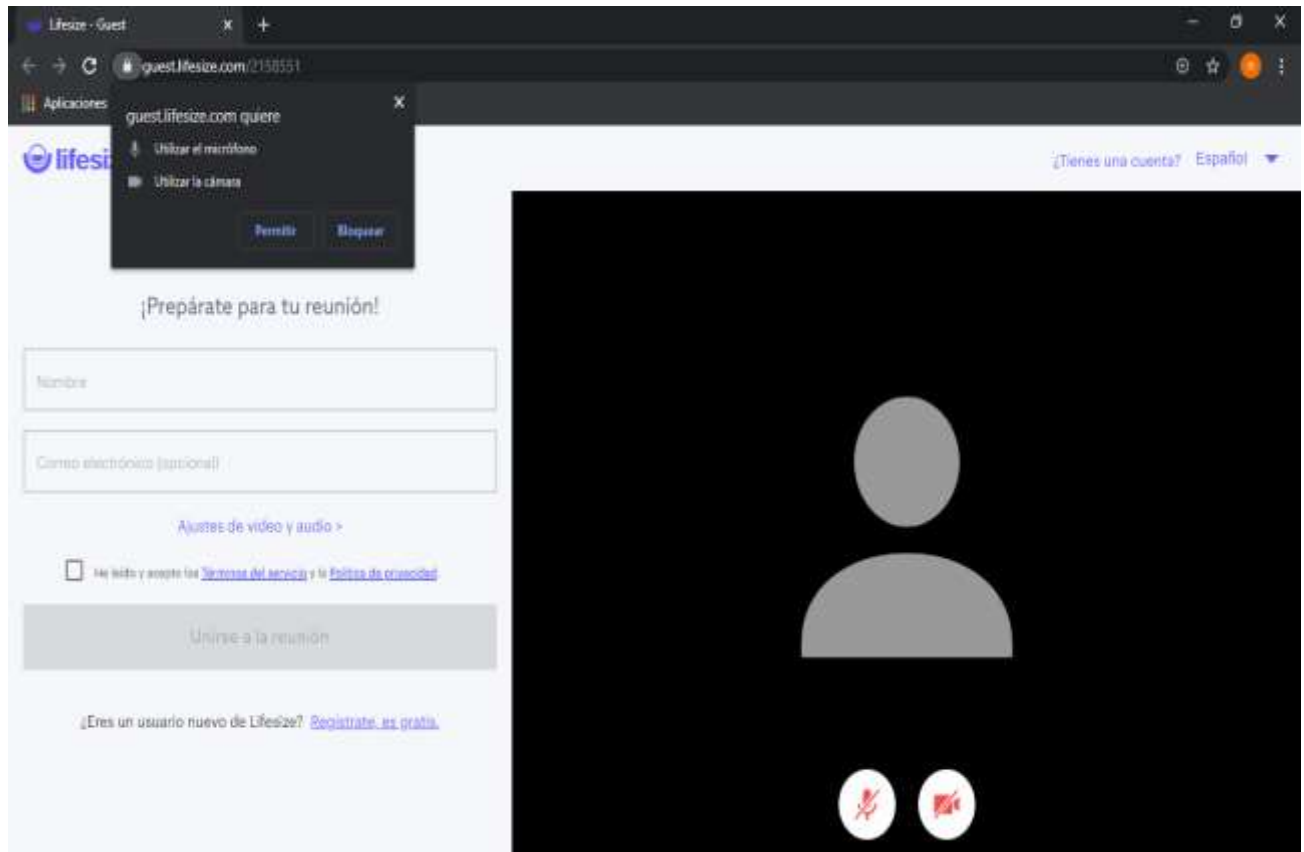 Lifesize - Guest
guest.lifesize.com/2158551
Aplicaciones
guest.lifesize.com quiere
Utilizar el micrófono
Utilizar la cámara
Permitir Bloquear
lifesi
¿Tienes una cuenta? Español
¡Prepárate para tu reunión!
Nombre
Correo electrónico (opcional)
Ajustes de video y audio >
He leído y acepto los Términos del servicio y la Política de privacidad.
Unirse a la reunión
¿Eres un usuario nuevo de Lifesize? Regístrate, es gratis.